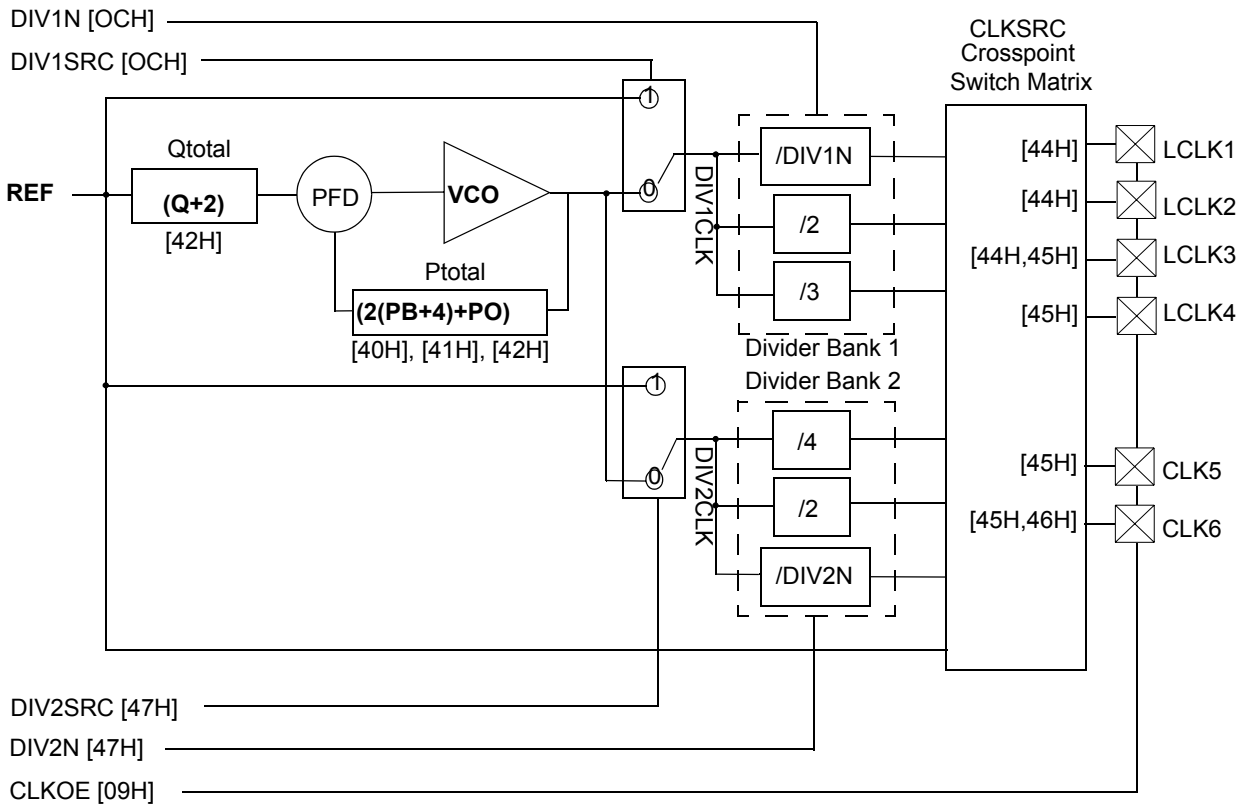 DIV1N [OCH]
DIV1SRC [OCH]
CLKSRC
Crosspoint
Switch Matrix
1
Qtotal
REF
(Q+2)
[42H]
PFD
VCO
0
DIV1CLK
/DIV1N
/2
/3
Ptotal
(2(PB+4)+PO)
[40H], [41H], [42H]
Divider Bank 1
Divider Bank 2
[44H]
LCLK1
[44H]
LCLK2
[44H,45H]
LCLK3
[45H]
LCLK4
1
0
DIV2CLK
/4
/2
/DIV2N
[45H]
CLK5
[45H,46H]
CLK6
DIV2SRC [47H]
DIV2N [47H]
CLKOE [09H]